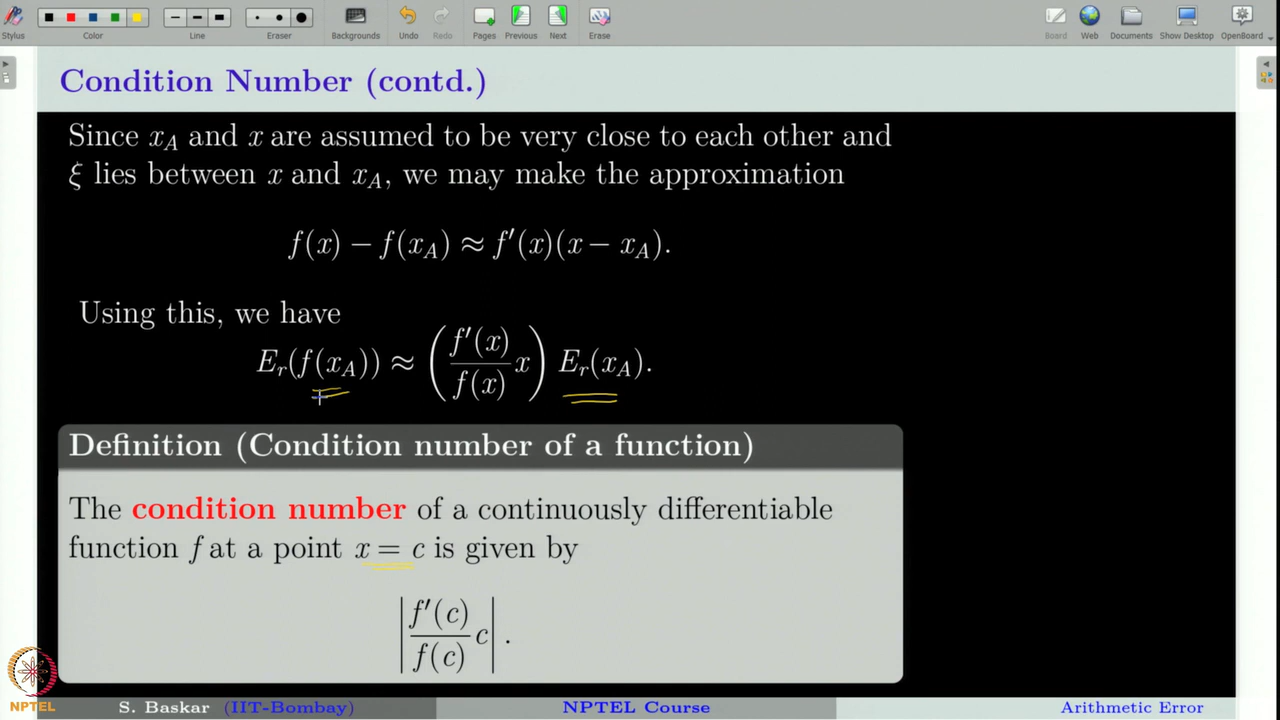 Stylus Color Line Eraser Backgrounds Undo Redo Pages Previous Next Erase Board Web Documents Show Desktop OpenBoard
Condition Number (contd.)
Since x_A and x are assumed to be very close to each other and
ξ lies between x and x_A, we may make the approximation
f(x) − f(x_A) ≈ f′(x)(x − x_A).
Using this, we have
E_r(f(x_A)) ≈ (f′(x)/f(x) x) E_r(x_A).
Definition (Condition number of a function)
The condition number of a continuously differentiable
function f at a point x = c is given by
|f′(c)/f(c) c|.
NPTEL
S. Baskar (IIT-Bombay) NPTEL Course Arithmetic Error